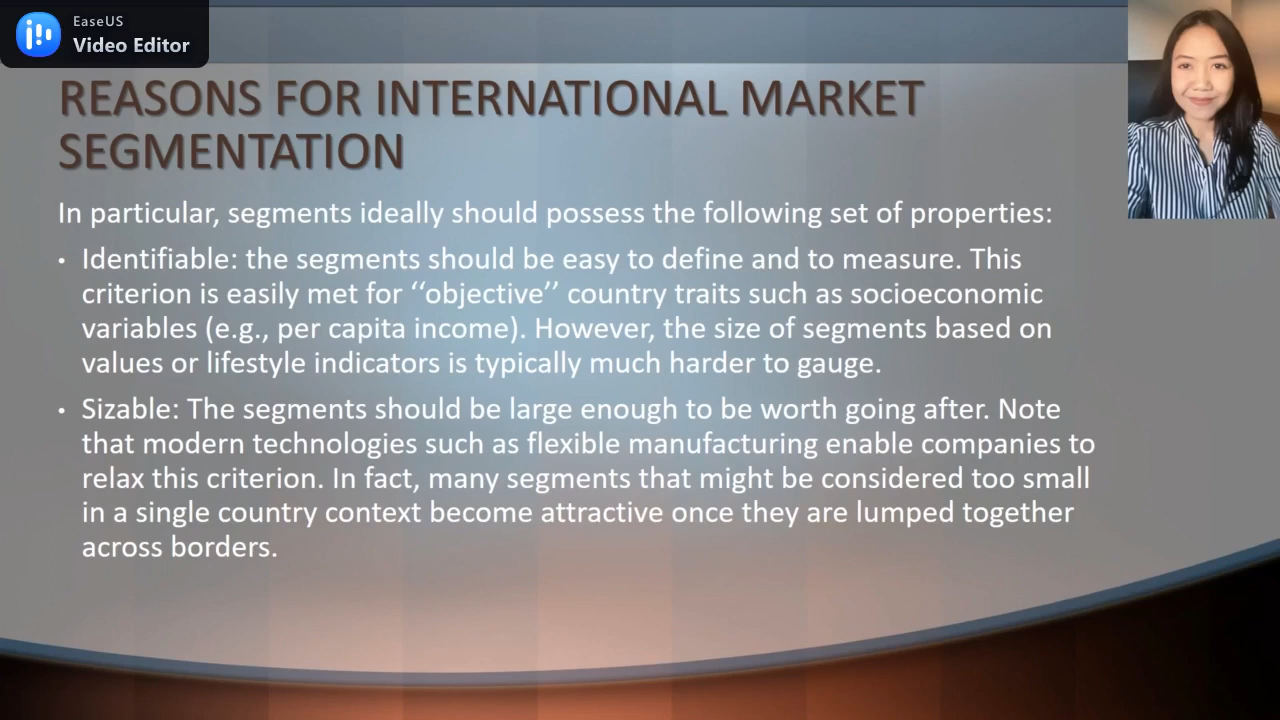 EaseUS
Video Editor
REASONS FOR INTERNATIONAL MARKET
SEGMENTATION
In particular, segments ideally should possess the following set of properties:
• Identifiable: the segments should be easy to define and to measure. This
criterion is easily met for ‘‘objective’’ country traits such as socioeconomic
variables (e.g., per capita income). However, the size of segments based on
values or lifestyle indicators is typically much harder to gauge.
• Sizable: The segments should be large enough to be worth going after. Note
that modern technologies such as flexible manufacturing enable companies to
relax this criterion. In fact, many segments that might be considered too small
in a single country context become attractive once they are lumped together
across borders.